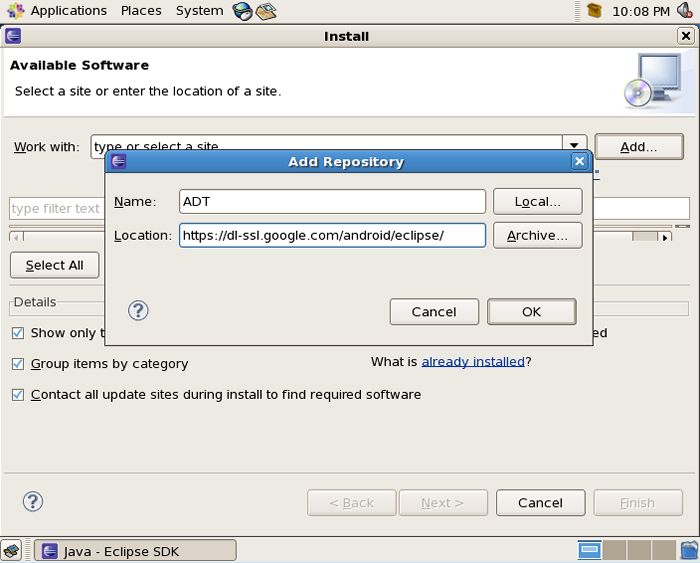 Applications Places System 10:08 PM
Install
Available Software
Select a site or enter the location of a site.
Work with: type or select a site Add...
Add Repository
Name: ADT Local...
type filter text
Location: https://dl-ssl.google.com/android/eclipse/ Archive...
Select All
Details
Cancel OK
Show only
Group items by category What is already installed?
Contact all update sites during install to find required software
< Back Next > Cancel Finish
Java - Eclipse SDK